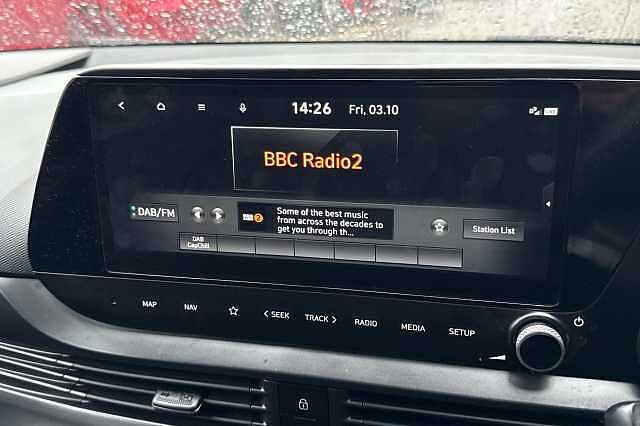 14:26 Fri, 03.10
BBC Radio2
DAB/FM
2
Some of the best music
from across the decades to
get you through th...
Station List
DAB
CapChill
MAP NAV < SEEK TRACK > RADIO MEDIA SETUP